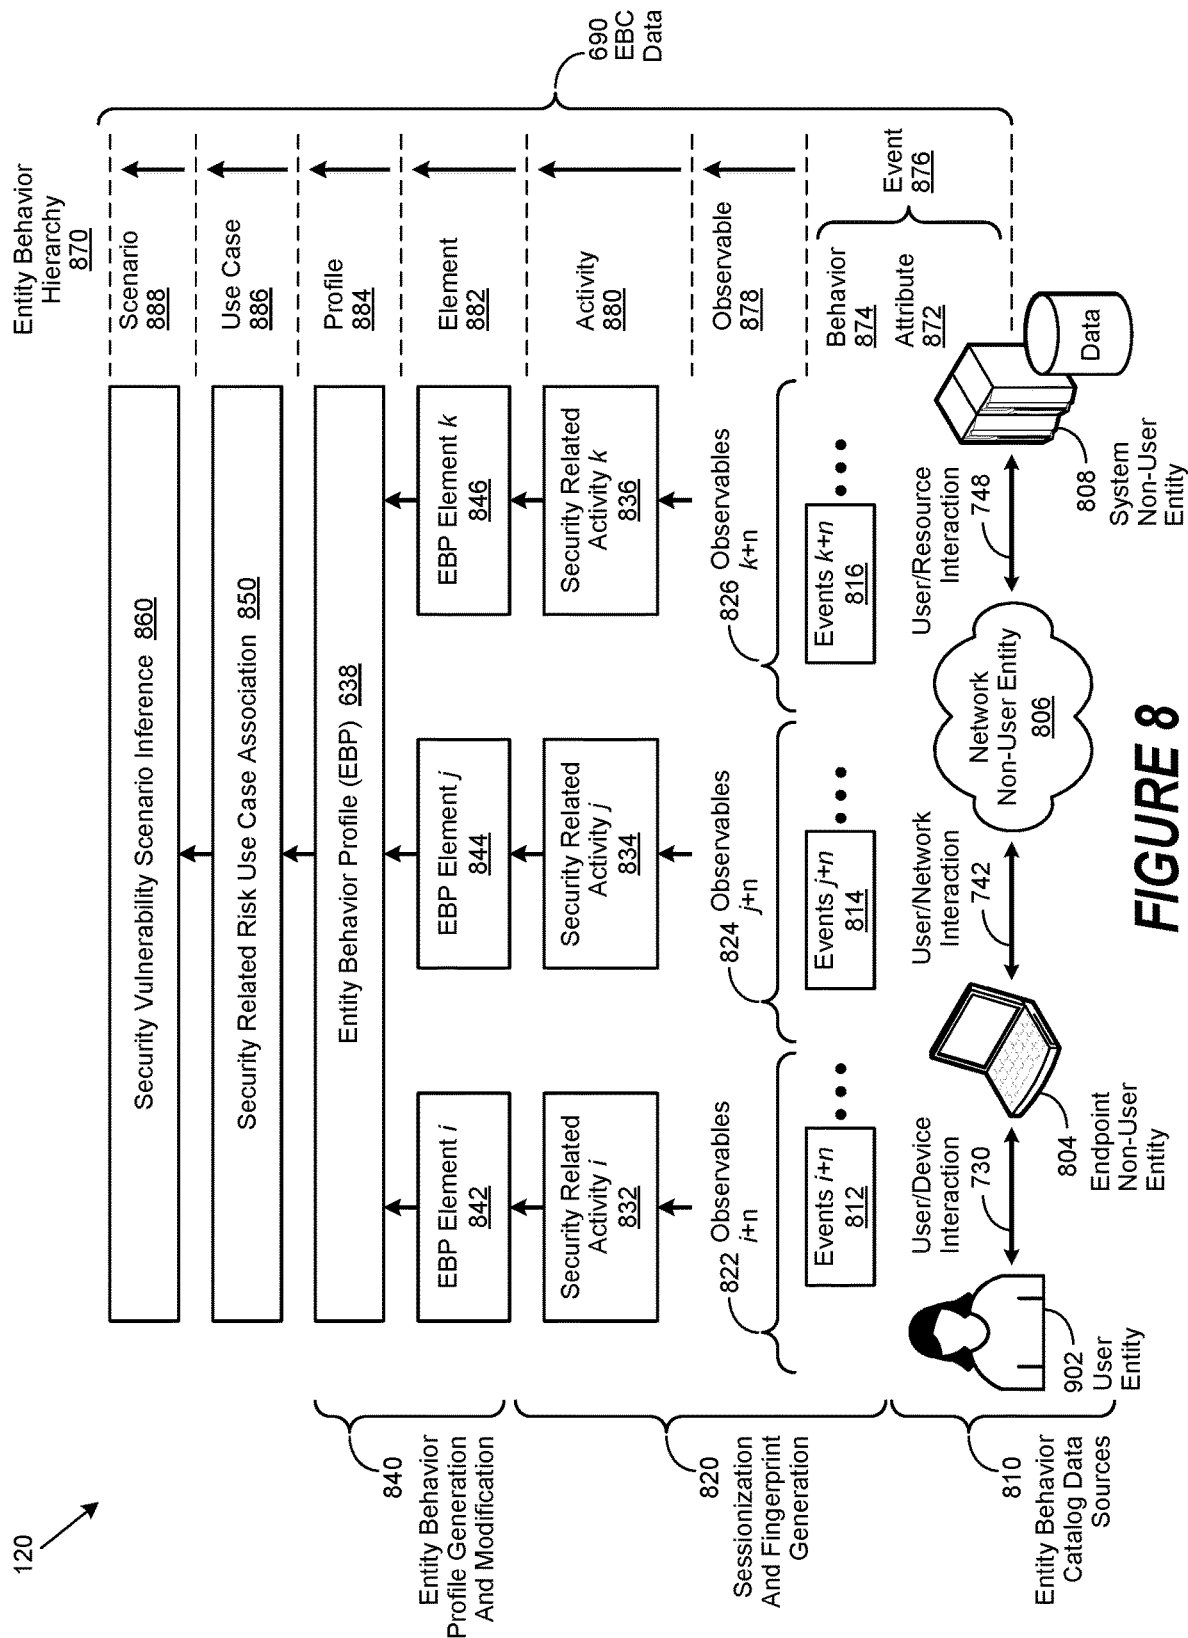 120
Entity Behavior
Hierarchy
870
Security Vulnerability Scenario Inference 860
Scenario
888
Security Related Risk Use Case Association 850
Use Case
886
Entity Behavior
Profile Generation
And Modification
840
Entity Behavior Profile (EBP) 638
Profile
884
EBP Element i
842
EBP Element j
844
EBP Element k
846
Element
882
690
EBC
Data
Sessionization
And Fingerprint
Generation
820
Security Related
Activity i
832
Security Related
Activity j
834
Security Related
Activity k
836
Activity
880
822
Observables
i+n
824
Observables
j+n
826
Observables
k+n
Observable
878
Events i+n
812
Events j+n
814
Events k+n
816
Behavior
874
Attribute
872
Event
876
Entity Behavior
Catalog Data
Sources
810
User/Device
Interaction
730
User/Network
Interaction
742
User/Resource
Interaction
748
902
User
Entity
804
Endpoint
Non-User
Entity
Network
Non-User Entity
806
808
System
Non-User
Entity
Data
FIGURE 8